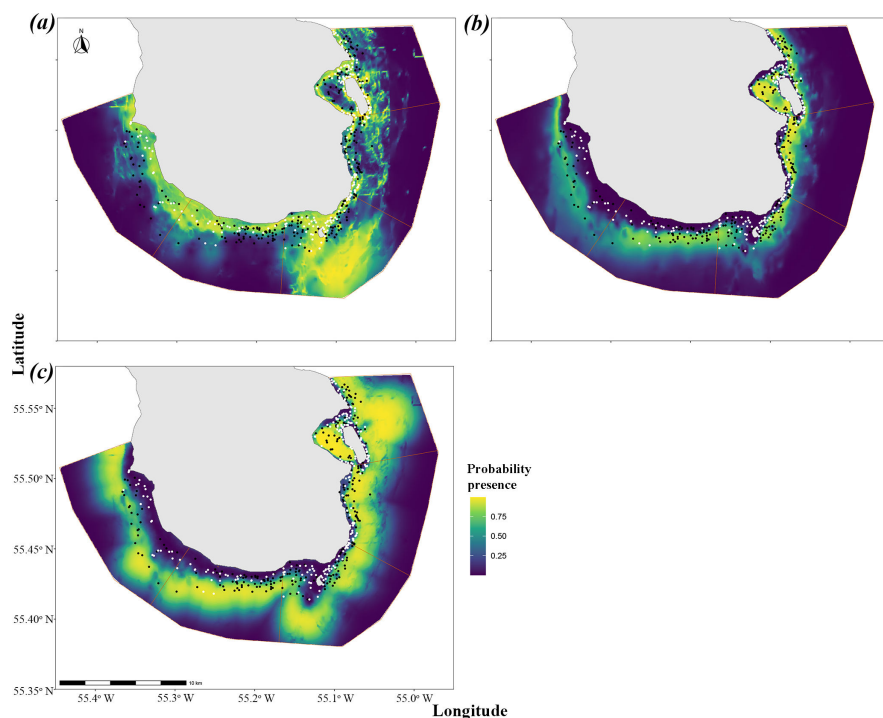 (a)
N
(b)
Latitude
(c)
55.55° N
55.50° N
55.45° N
55.40° N
55.35° N
Probability
presence
0.75
0.50
0.25
10 km
55.4° W 55.3° W 55.2° W 55.1° W 55.0° W
Longitude